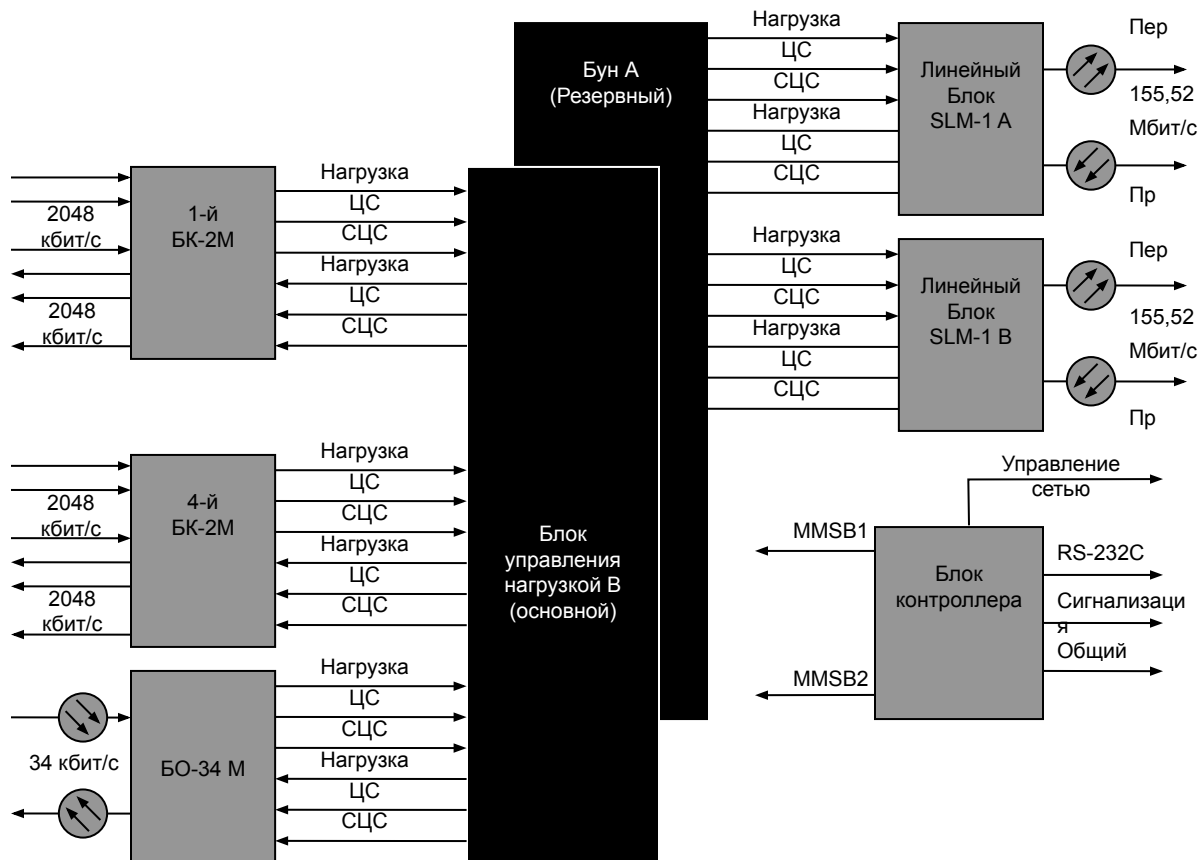 Нагрузка
ЦС
СЦС
Нагрузка
ЦС
СЦС
Бун А
(Резервный)
Линейный
Блок
SLM-1 A
Пер
155,52
Мбит/с
Пр
2048
кбит/с
2048
кбит/с
1-й
БК-2М
Нагрузка
ЦС
СЦС
Нагрузка
ЦС
СЦС
Нагрузка
ЦС
СЦС
Нагрузка
ЦС
СЦС
Линейный
Блок
SLM-1 B
Пер
155,52
Мбит/с
Пр
2048
кбит/с
2048
кбит/с
4-й
БК-2М
Нагрузка
ЦС
СЦС
Нагрузка
ЦС
СЦС
Блок
управления
нагрузкой В
(основной)
Управление
сетью
MMSB1
MMSB2
Блок
контроллера
RS-232C
Сигнализаци
я
Общий
34 кбит/с
БО-34 М
Нагрузка
ЦС
СЦС
Нагрузка
ЦС
СЦС